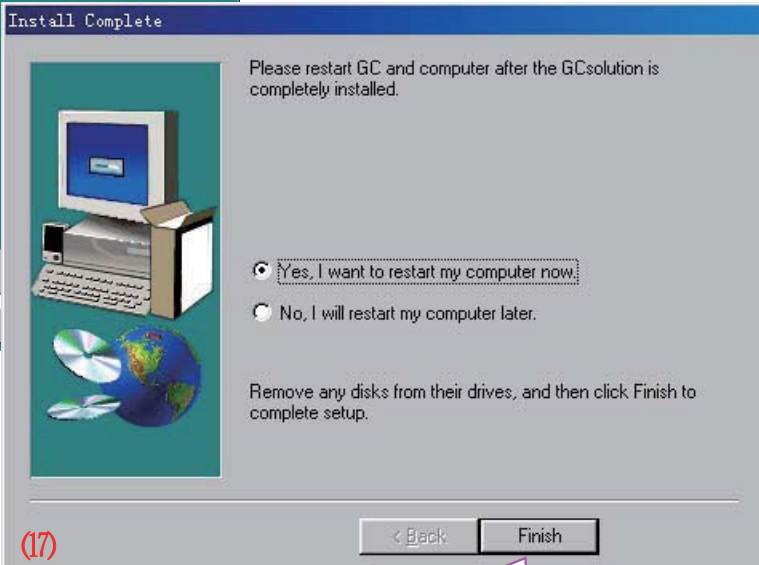 Install Complete
Please restart GC and computer after the GCsolution is
completely installed.
Yes, I want to restart my computer now.
No, I will restart my computer later.
Remove any disks from their drives, and then click Finish to
complete setup.
(17)
< Back
Finish